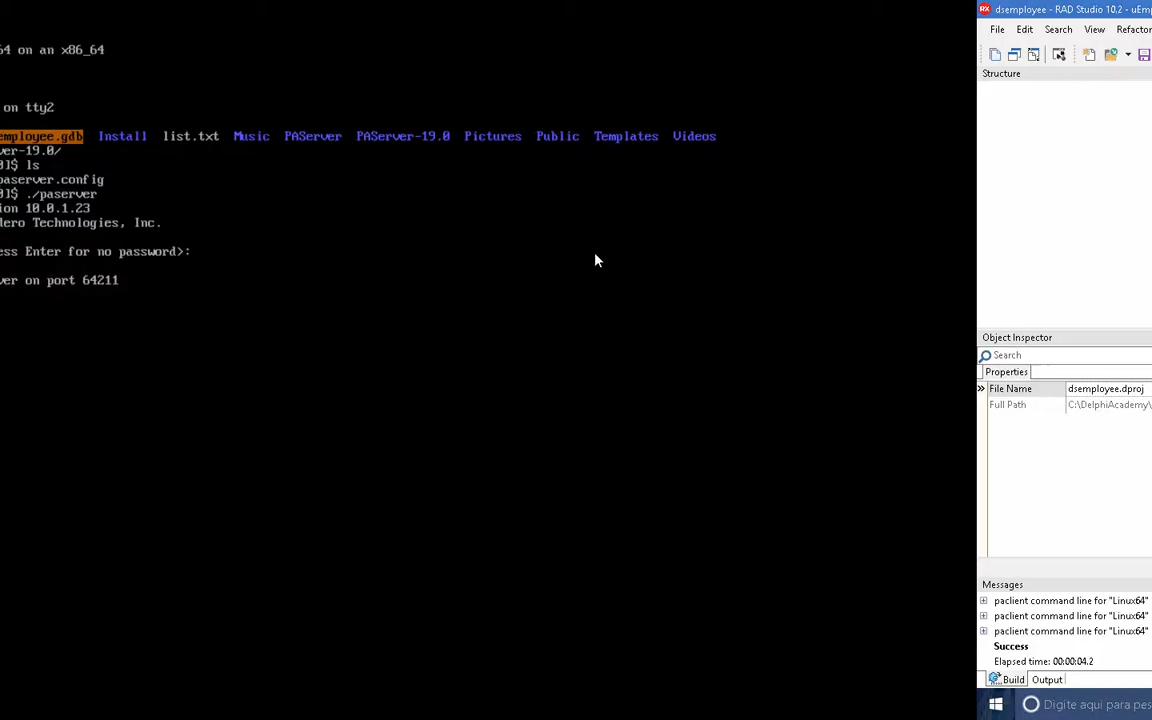 64 on an x86_64
on tty2
employee.gdb Install list.txt Music PAServer PAServer-19.0 Pictures Public Templates Videos
ver-19.0/
]$ ls
paserver.config
]$ ./paserver
ion 10.0.1.23
dero Technologies, Inc.
ess Enter for no password>:
ver on port 64211
dsemployee - RAD Studio 10.2 - uEmp
File Edit Search View Refactor
Structure
Object Inspector
Search
Properties
File Name dsemployee.dproj
Full Path C:\DelphiAcademy\
Messages
paclient command line for "Linux64"
paclient command line for "Linux64"
paclient command line for "Linux64"
Success
Elapsed time: 00:00:04.2
Build Output
Digite aqui para pes